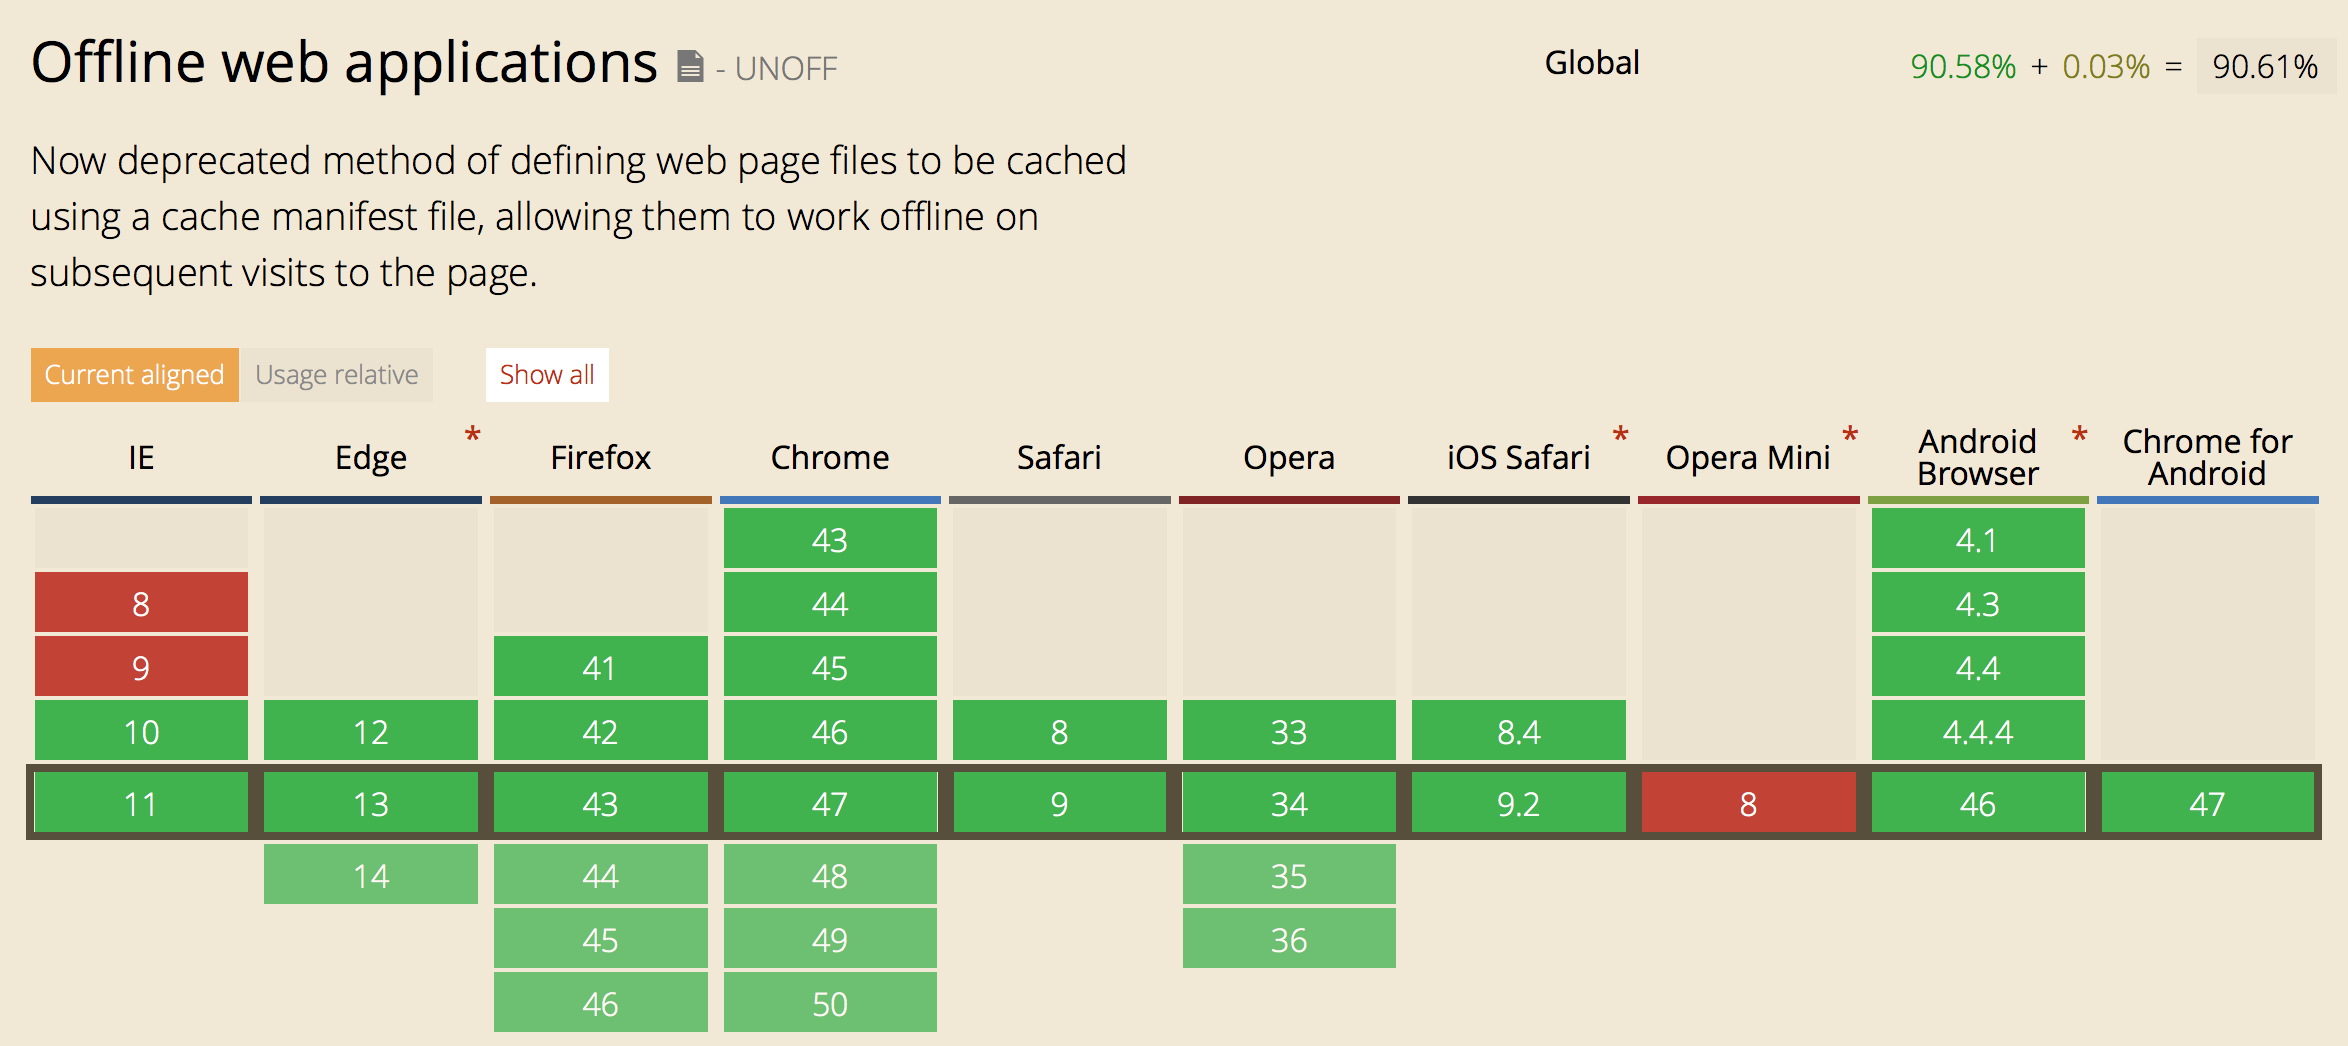 Offline web applications - UNOFF
Global 90.58% + 0.03% = 90.61%
Now deprecated method of defining web page files to be cached
using a cache manifest file, allowing them to work offline on
subsequent visits to the page.
Current aligned Usage relative Show all
IE Edge * Firefox Chrome Safari Opera iOS Safari * Opera Mini * Android Browser * Chrome for Android
43 4.1
8 44 4.3
9 41 45 4.4
10 12 42 46 8 33 8.4 4.4.4
11 13 43 47 9 34 9.2 8 46 47
14 44 48 35
45 49 36
46 50